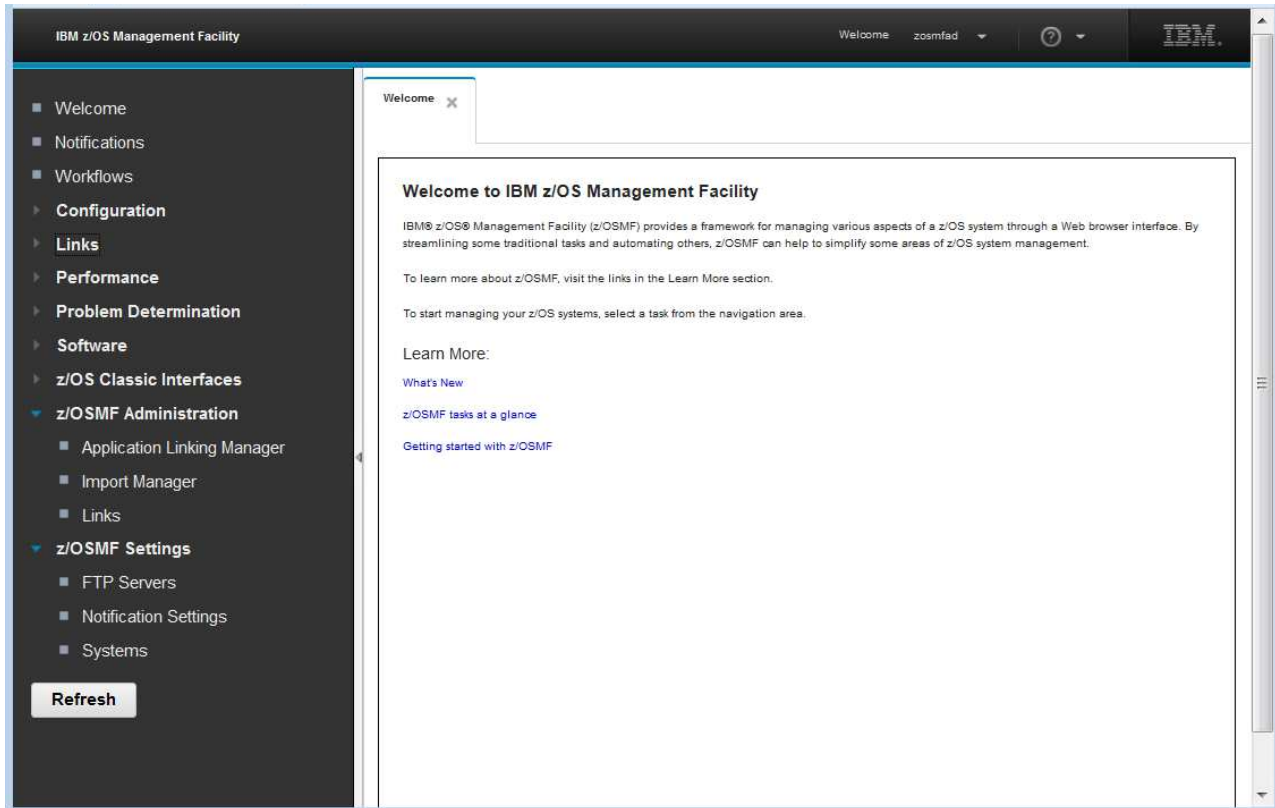 IBM z/OS Management Facility
Welcome zosmfad
IBM.
Welcome
Notifications
Workflows
Configuration
Links
Performance
Problem Determination
Software
z/OS Classic Interfaces
z/OSMF Administration
Application Linking Manager
Import Manager
Links
z/OSMF Settings
FTP Servers
Notification Settings
Systems
Refresh
Welcome
Welcome to IBM z/OS Management Facility
IBM® z/OS® Management Facility (z/OSMF) provides a framework for managing various aspects of a z/OS system through a Web browser interface. By
streamlining some traditional tasks and automating others, z/OSMF can help to simplify some areas of z/OS system management.
To learn more about z/OSMF, visit the links in the Learn More section.
To start managing your z/OS systems, select a task from the navigation area.
Learn More:
What's New
z/OSMF tasks at a glance
Getting started with z/OSMF